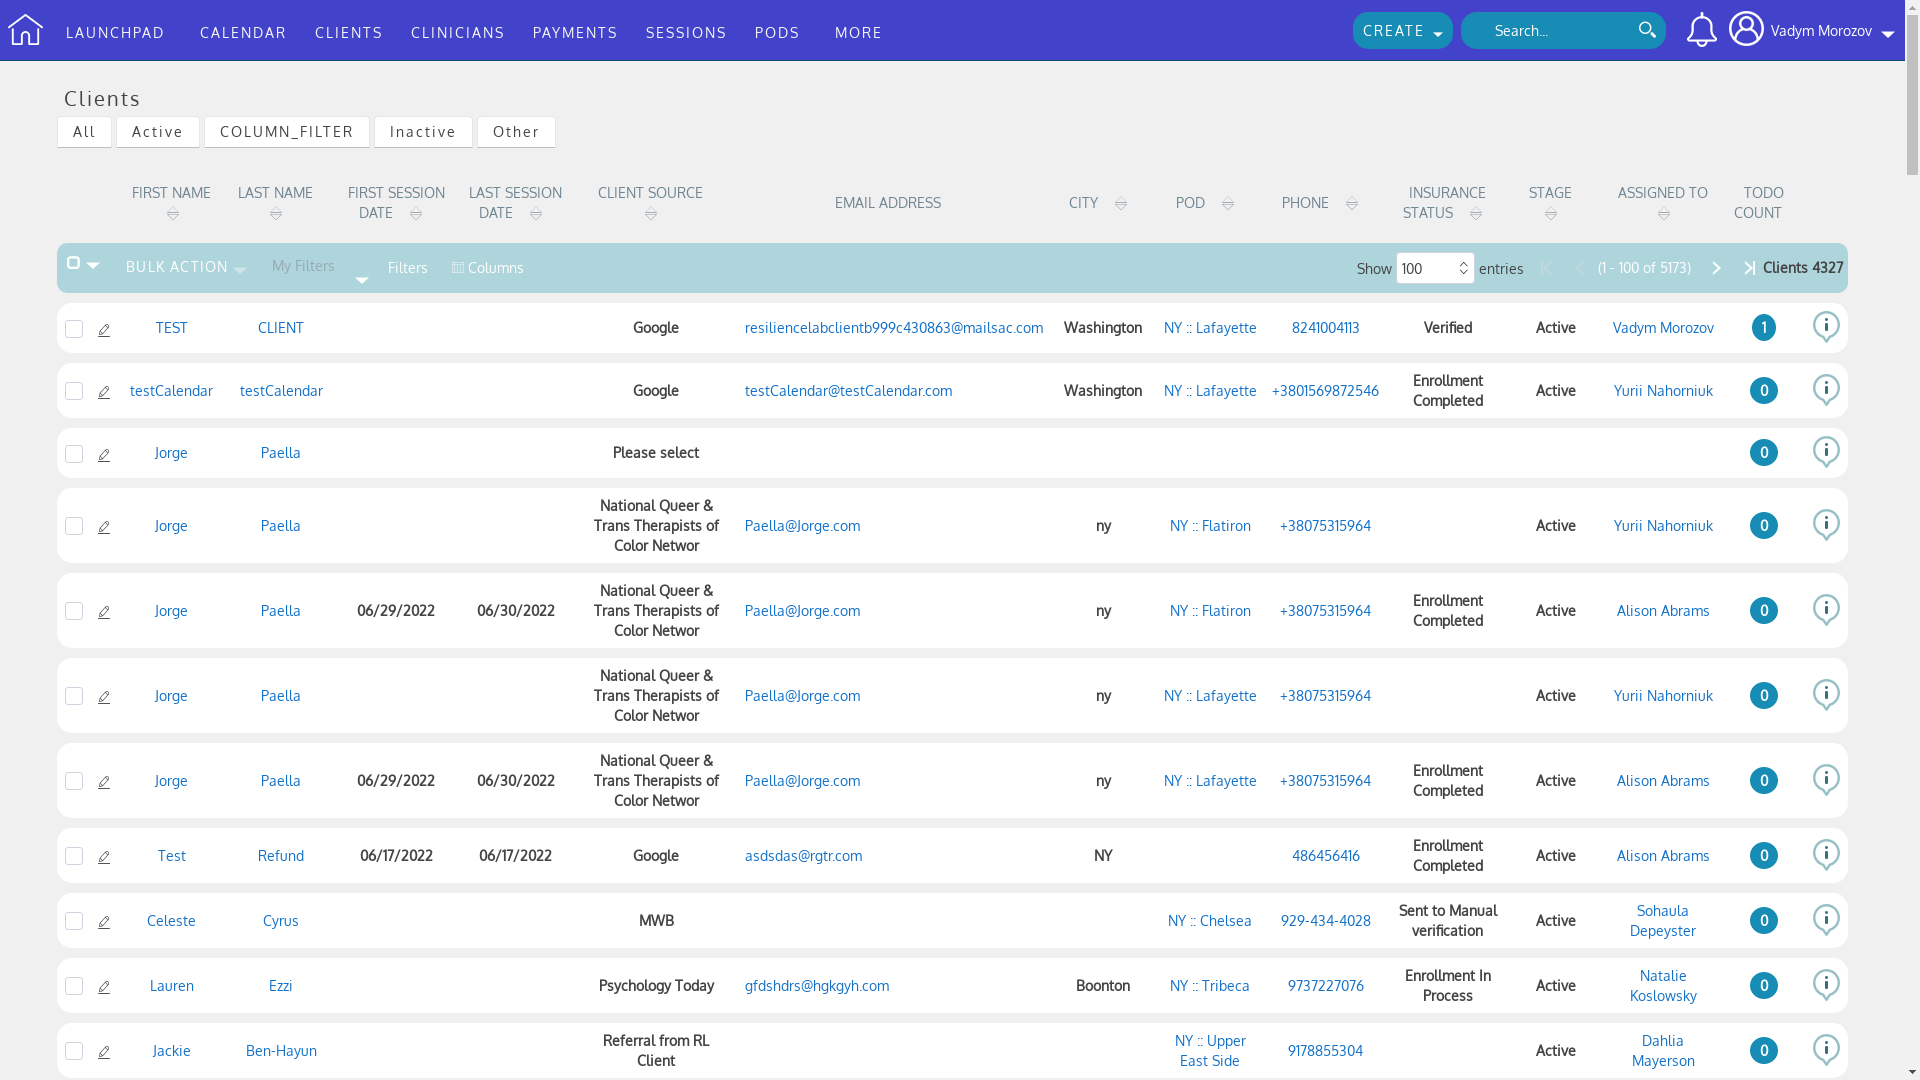 LAUNCHPAD CALENDAR CLIENTS CLINICIANS PAYMENTS SESSIONS PODS MORE CREATE Search... Vadym Morozov
Clients
All Active COLUMN_FILTER Inactive Other
FIRST NAME LAST NAME FIRST SESSION DATE LAST SESSION DATE CLIENT SOURCE EMAIL ADDRESS CITY POD PHONE INSURANCE STATUS STAGE ASSIGNED TO TODO COUNT
BULK ACTION My Filters Filters Columns Show 100 entries (1 - 100 of 5173) Clients 4327
TEST CLIENT Google resiliencelabclientb999c430863@mailsac.com Washington NY :: Lafayette 8241004113 Verified Active Vadym Morozov 1
testCalendar testCalendar Google testCalendar@testCalendar.com Washington NY :: Lafayette +3801569872546 Enrollment Completed Active Yurii Nahorniuk 0
Jorge Paella Please select 0
Jorge Paella National Queer & Trans Therapists of Color Networ Paella@Jorge.com ny NY :: Flatiron +38075315964 Active Yurii Nahorniuk 0
Jorge Paella 06/29/2022 06/30/2022 National Queer & Trans Therapists of Color Networ Paella@Jorge.com ny NY :: Flatiron +38075315964 Enrollment Completed Active Alison Abrams 0
Jorge Paella National Queer & Trans Therapists of Color Networ Paella@Jorge.com ny NY :: Lafayette +38075315964 Active Yurii Nahorniuk 0
Jorge Paella 06/29/2022 06/30/2022 National Queer & Trans Therapists of Color Networ Paella@Jorge.com ny NY :: Lafayette +38075315964 Enrollment Completed Active Alison Abrams 0
Test Refund 06/17/2022 06/17/2022 Google asdsdas@rgtr.com NY 486456416 Enrollment Completed Active Alison Abrams 0
Celeste Cyrus MWB NY :: Chelsea 929-434-4028 Sent to Manual verification Active Sohaula Depeyster 0
Lauren Ezzi Psychology Today gfdshdrs@hgkgyh.com Boonton NY :: Tribeca 9737227076 Enrollment In Process Active Natalie Koslowsky 0
Jackie Ben-Hayun Referral from RL Client NY :: Upper East Side 9178855304 Active Dahlia Mayerson 0